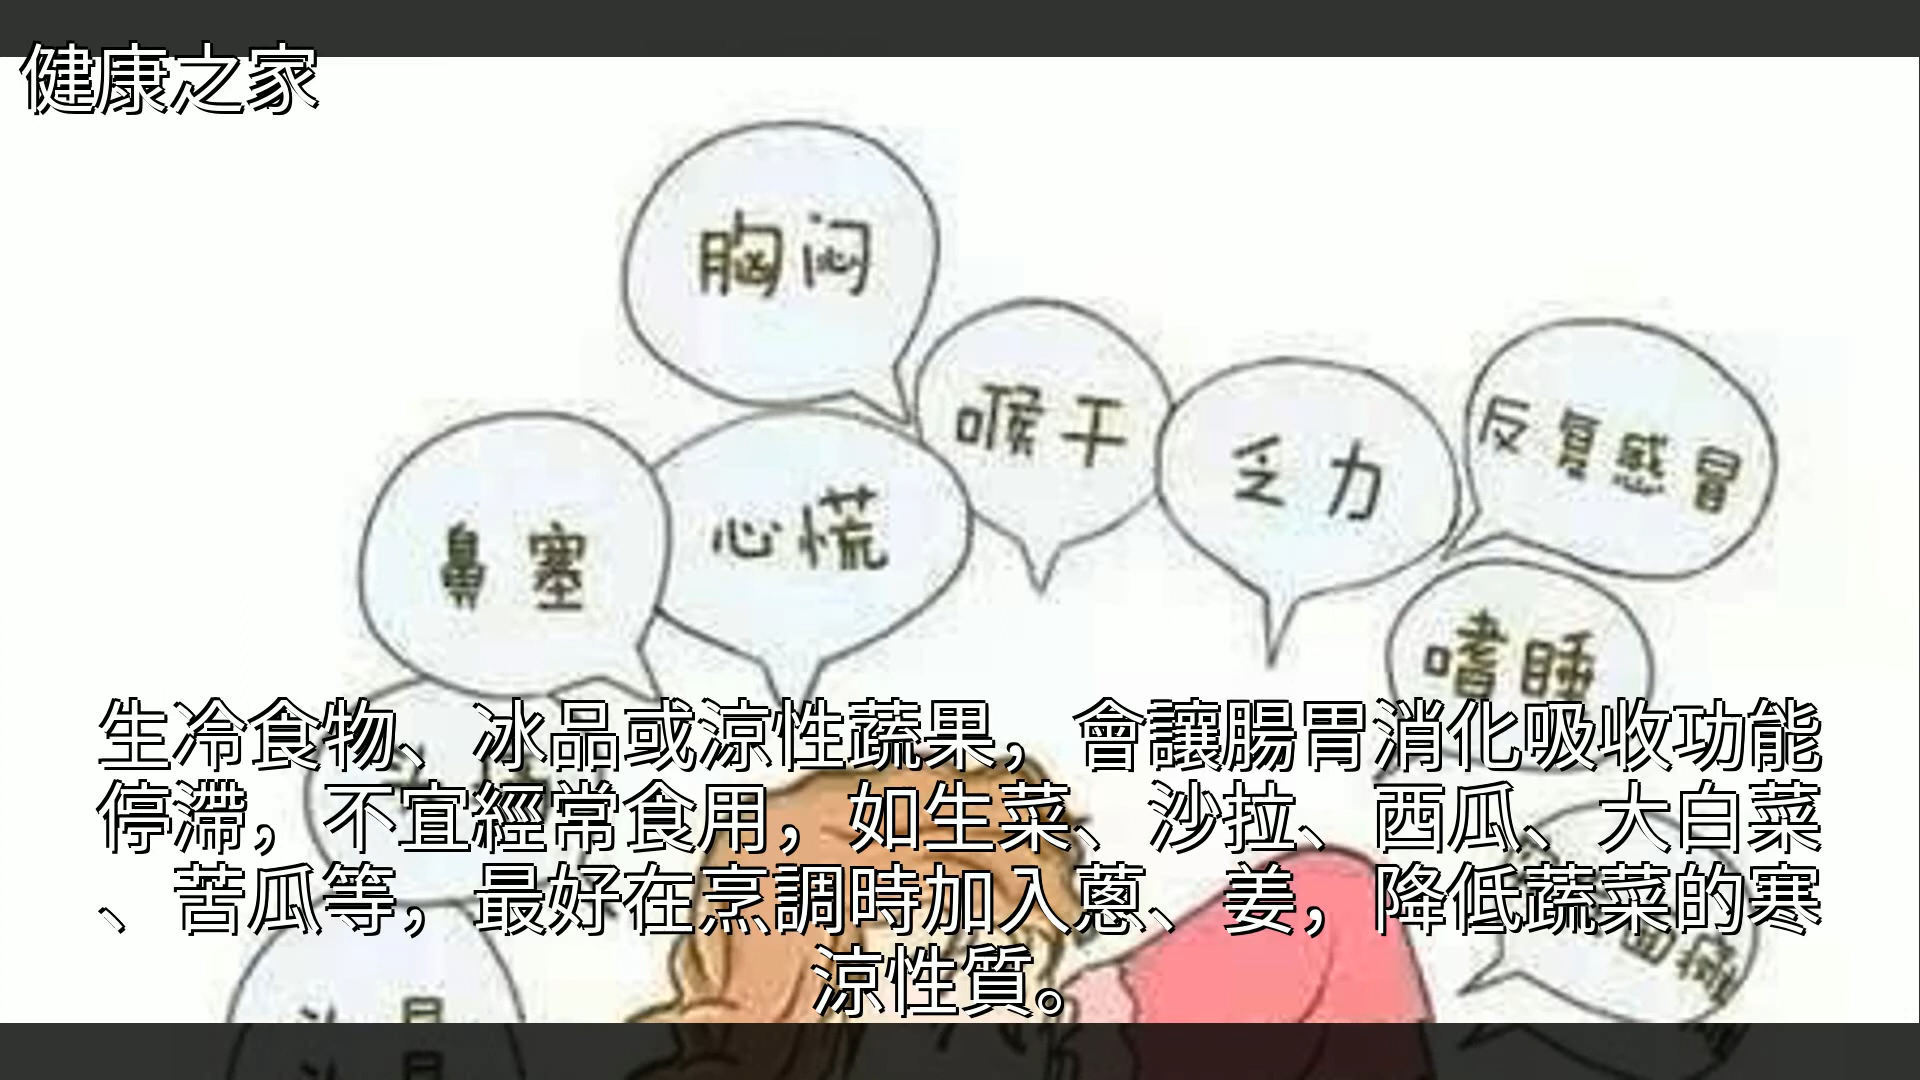 健康之家
胸闷
喉干
反复感冒
乏力
心慌
鼻塞
嗜睡
生冷食物、冰品或涼性蔬果，會讓腸胃消化吸收功能
停滯，不宜經常食用，如生菜、沙拉、西瓜、大白菜
、苦瓜等，最好在烹調時加入蔥、姜，降低蔬菜的寒
涼性質。